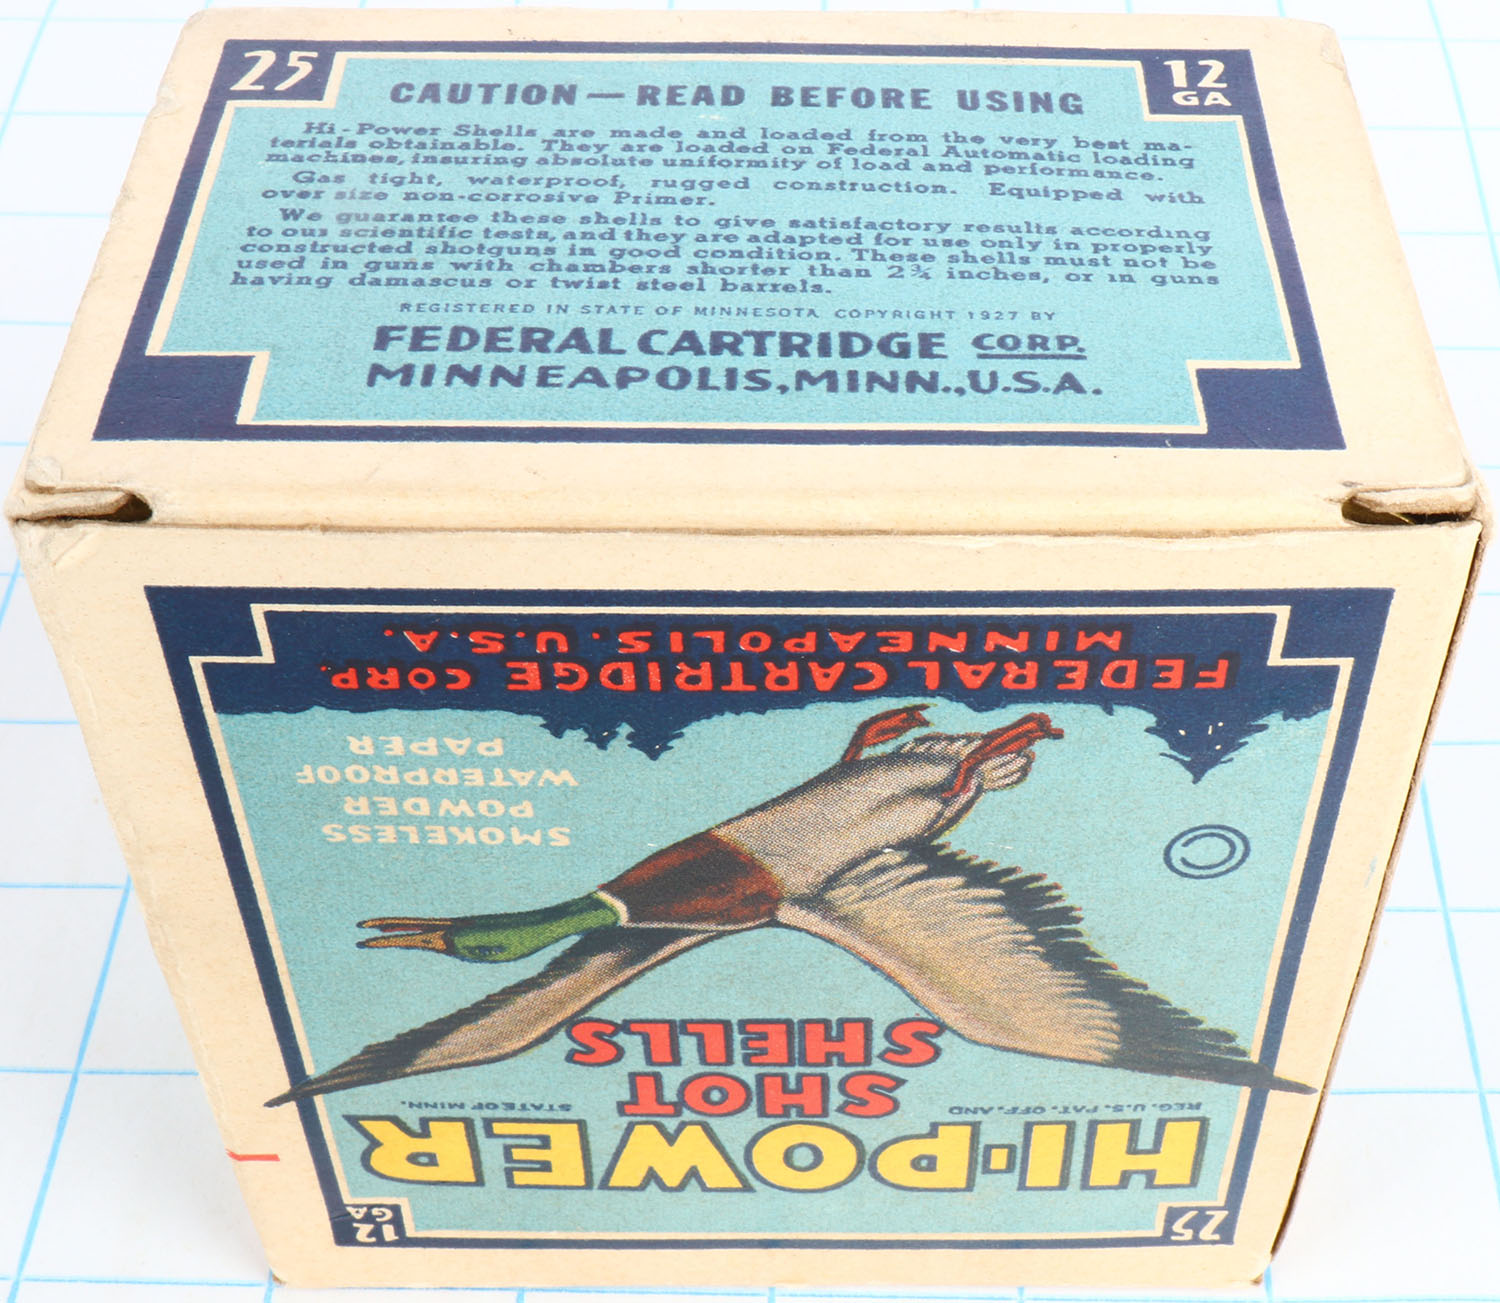 25
12
GA
CAUTION — READ BEFORE USING
Hi-Power Shells are made and loaded from the very best ma-
terials obtainable. They are loaded on Federal Automatic loading
machines, insuring absolute uniformity of load and performance.
Gas tight, waterproof, rugged construction. Equipped with
over size non-corrosive Primer.
We guarantee these shells to give satisfactory results according
to our scientific tests, and they are adapted for use only in properly
constructed shotguns in good condition. These shells must not be
used in guns with chambers shorter than 2¾ inches, or in guns
having damascus or twist steel barrels.
REGISTERED IN STATE OF MINNESOTA COPYRIGHT 1927 BY
FEDERAL CARTRIDGE CORP.
MINNEAPOLIS, MINN., U.S.A.
25
12
GA
HI-POWER
REG. U.S. PAT. OFF. AND STATE OF MINN.
SHOT
SHELLS
SMOKELESS
POWDER
WATERPROOF
PAPER
FEDERAL CARTRIDGE CORP.
MINNEAPOLIS. U.S.A.